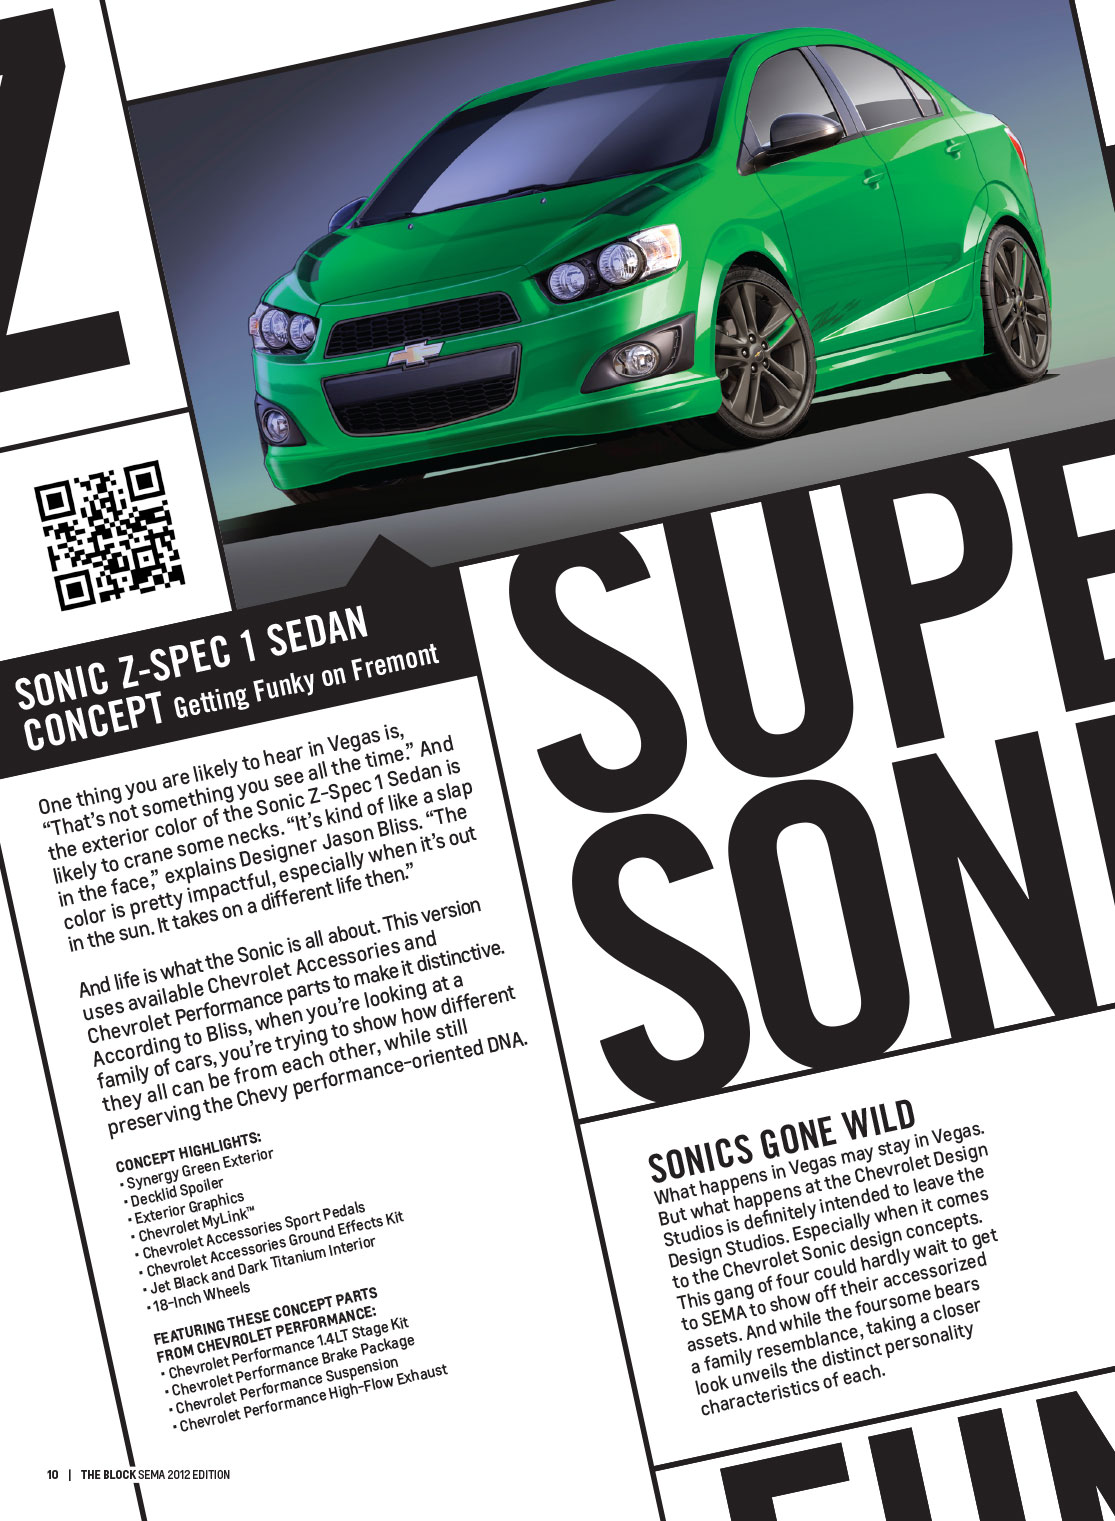 Z
SONIC Z-SPEC 1 SEDAN
CONCEPT Getting Funky on Fremont
One thing you are likely to hear in Vegas is,
“That’s not something you see all the time.” And
the exterior color of the Sonic Z-Spec 1 Sedan is
likely to crane some necks. “It’s kind of like a slap
in the face,” explains Designer Jason Bliss. “The
color is pretty impactful, especially when it’s out
in the sun. It takes on a different life then.”
And life is what the Sonic is all about. This version
uses available Chevrolet Accessories and
Chevrolet Performance parts to make it distinctive.
According to Bliss, when you’re looking at a
family of cars, you’re trying to show how different
they all can be from each other, while still
preserving the Chevy performance-oriented DNA.
CONCEPT HIGHLIGHTS:
• Synergy Green Exterior
• Decklid Spoiler
• Exterior Graphics
• Chevrolet MyLink™
• Chevrolet Accessories Sport Pedals
• Chevrolet Accessories Ground Effects Kit
• Jet Black and Dark Titanium Interior
• 18-Inch Wheels
FEATURING THESE CONCEPT PARTS
FROM CHEVROLET PERFORMANCE:
• Chevrolet Performance 1.4LT Stage Kit
• Chevrolet Performance Brake Package
• Chevrolet Performance Suspension
• Chevrolet Performance High-Flow Exhaust
SUPE
SON
SONICS GONE WILD
What happens in Vegas may stay in Vegas.
But what happens at the Chevrolet Design
Studios is definitely intended to leave the
Design Studios. Especially when it comes
to the Chevrolet Sonic design concepts.
This gang of four could hardly wait to get
to SEMA to show off their accessorized
assets. And while the foursome bears
a family resemblance, taking a closer
look unveils the distinct personality
characteristics of each.
FUN
10 | THE BLOCK SEMA 2012 EDITION